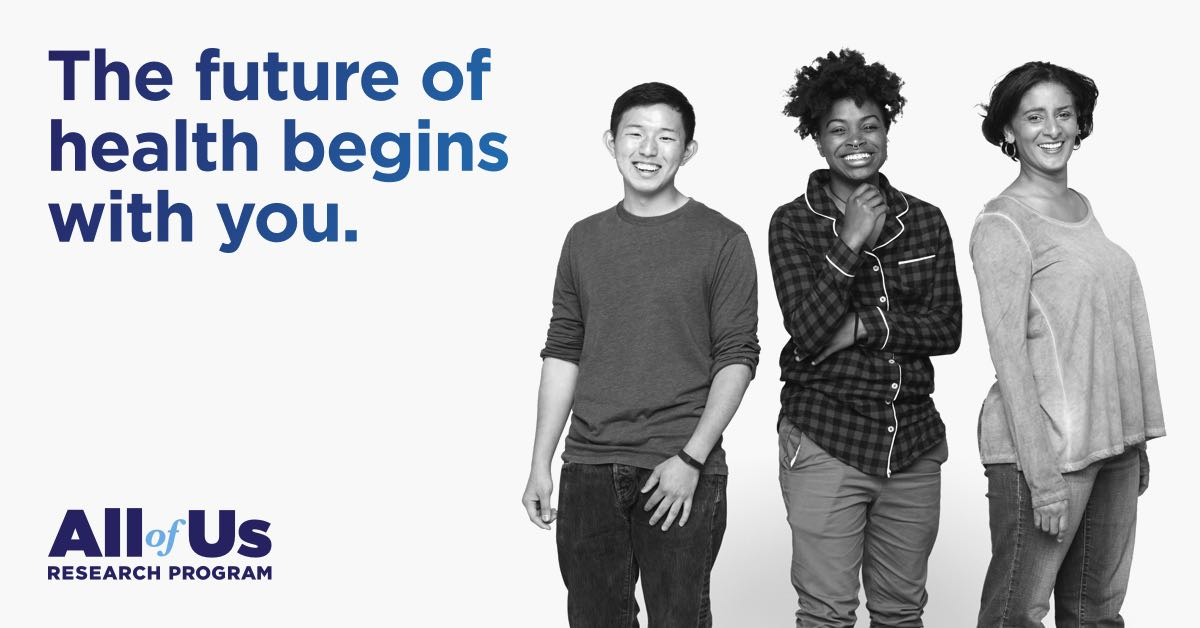 The future of
health begins
with you.
All of Us
RESEARCH PROGRAM